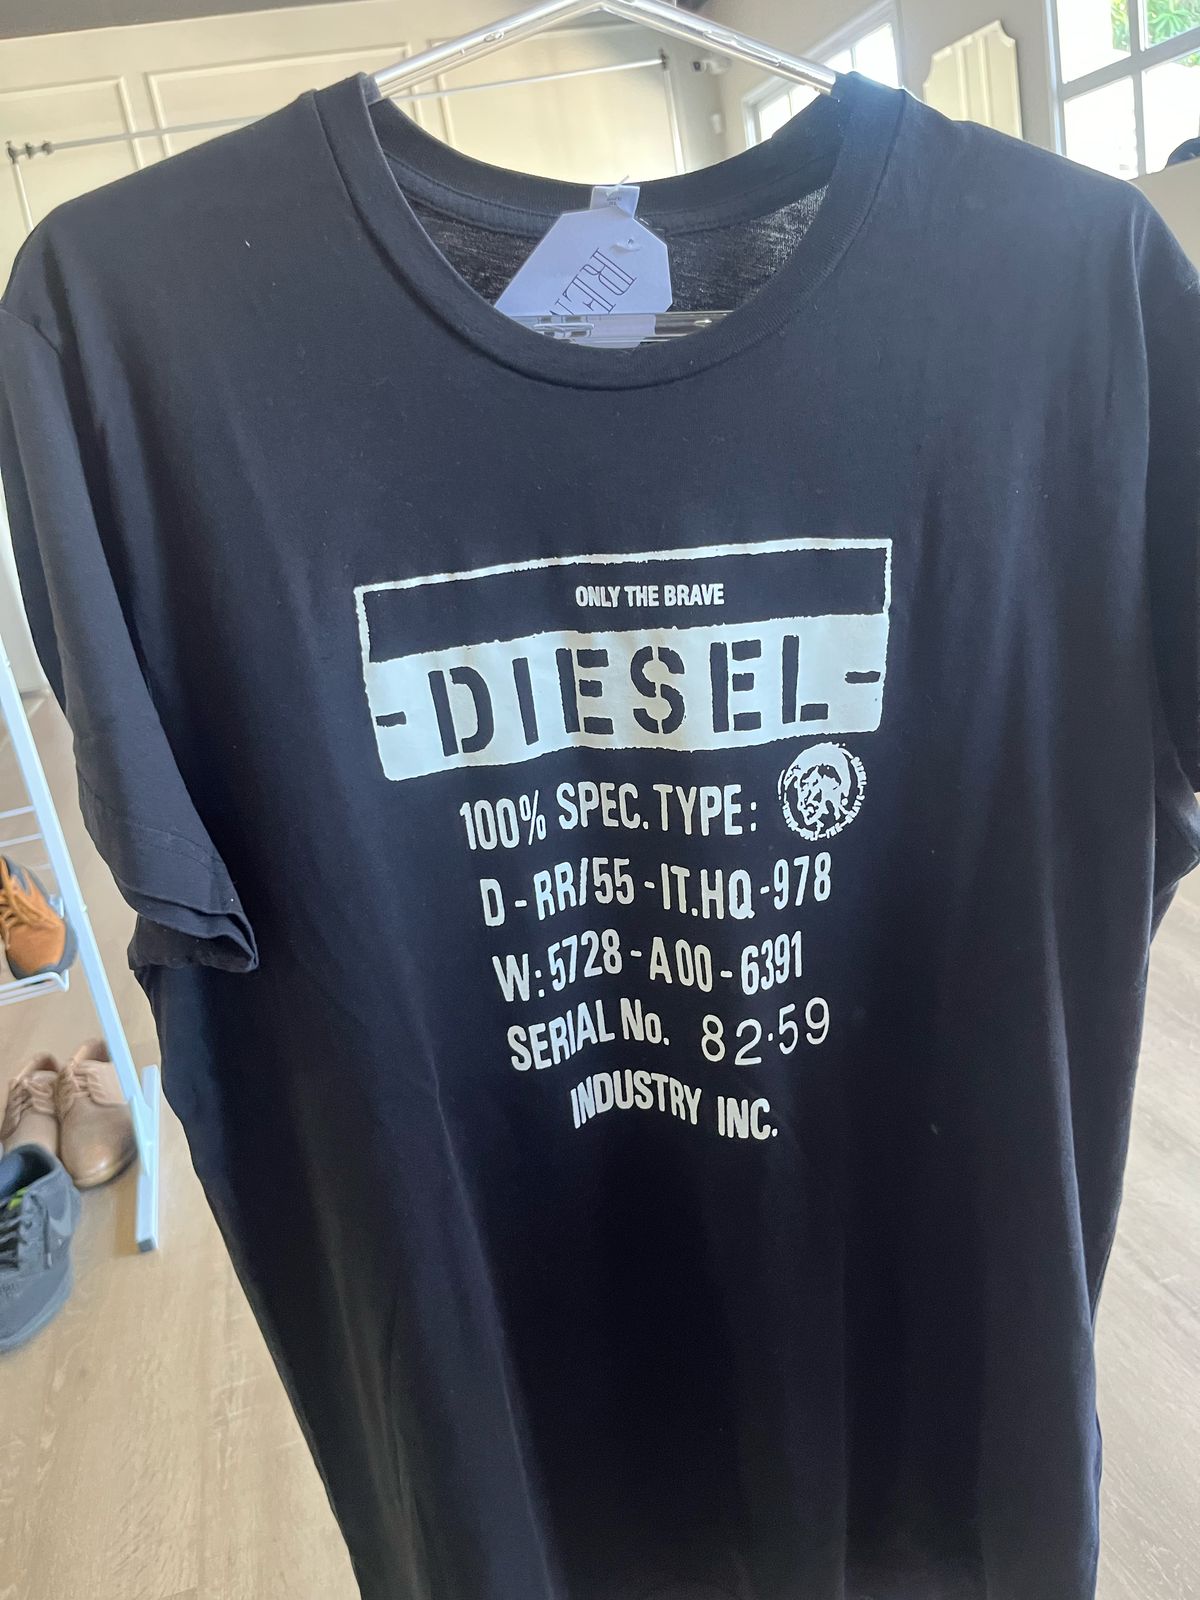 ONLY THE BRAVE
-DIESEL-
100% SPEC. TYPE:
D-RR/55-IT.HQ-978
W: 5728-A00-6391
SERIAL No. 82.59
INDUSTRY INC.